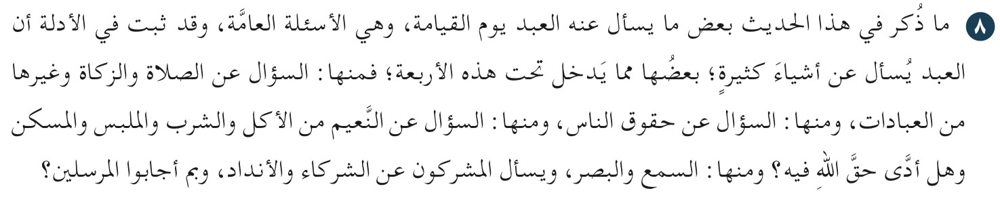 ٨ ما ذُكر في هذا الحديث بعض ما يسأل عنه العبد يوم القيامة، وهي الأسئلة العامَّة، وقد ثبت في الأدلة أن
العبد يُسأل عن أشياءَ كثيرةٍ؛ بعضُها مما يَدخل تحت هذه الأربعة؛ فمنها: السؤال عن الصلاة والزكاة وغيرها
من العبادات، ومنها: السؤال عن حقوق الناس، ومنها: السؤال عن النَّعيم من الأكل والشرب والملبس والمسكن
وهل أدَّى حقَّ اللهِ فيه؟ ومنها: السمع والبصر، ويسأل المشركون عن الشركاء والأنداد، وبم أجابوا المرسلين؟